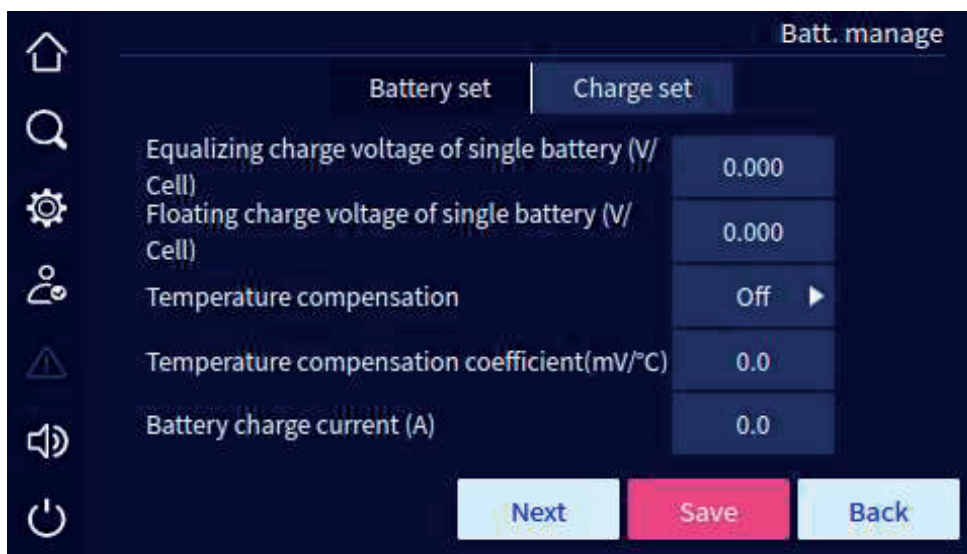 Batt. manage
Battery set
Charge set
Equalizing charge voltage of single battery (V/
Cell)
0.000
Floating charge voltage of single battery (V/
Cell)
0.000
Temperature compensation
Off
Temperature compensation coefficient(mV/°C)
0.0
Battery charge current (A)
0.0
Next
Save
Back